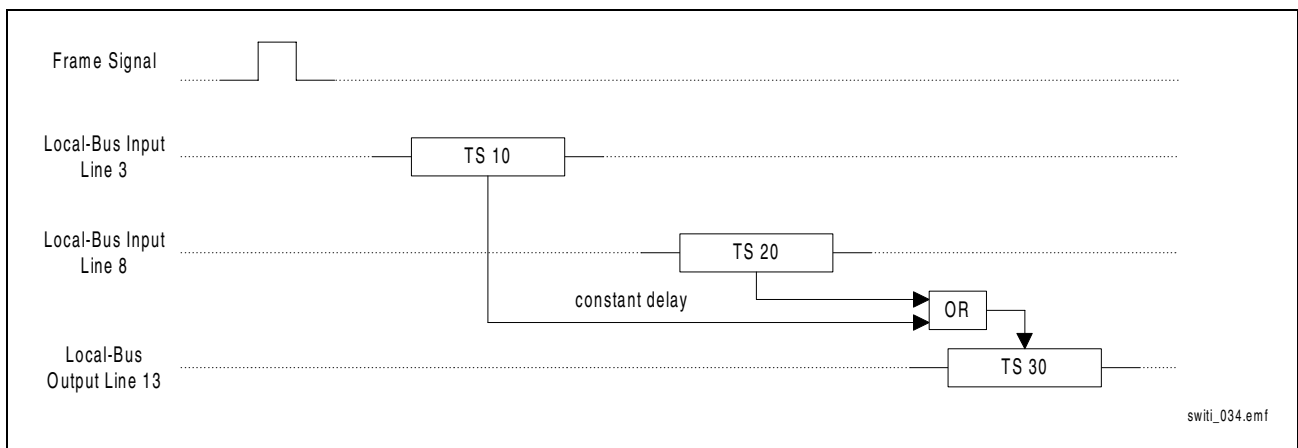 Frame Signal
Local-Bus Input
Line 3
TS 10
Local-Bus Input
Line 8
TS 20
constant delay
OR
Local-Bus
Output Line 13
TS 30
switi_034.emf